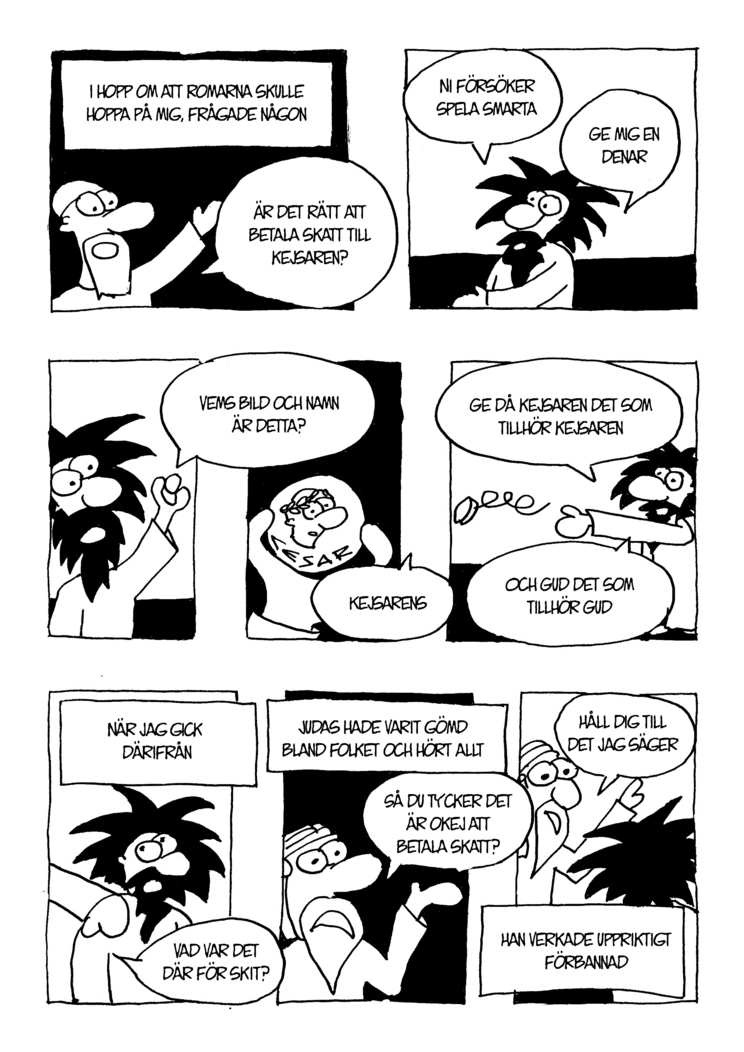 I HOPP OM ATT ROMARNA SKULLE
HOPPA PÅ MIG, FRÅGADE NÅGON
ÄR DET RÄTT ATT
BETALA SKATT TILL
KEJSAREN?
NI FÖRSÖKER
SPELA SMARTA
GE MIG EN
DENAR
VEMS BILD OCH NAMN
ÄR DETTA?
CESAR
KEJSARENS
GE DÅ KEJSAREN DET SOM
TILLHÖR KEJSAREN
OCH GUD DET SOM
TILLHÖR GUD
NÄR JAG GICK
DÄRIFRÅN
VAD VAR DET
DÄR FÖR SKIT?
JUDAS HADE VARIT GÖMD
BLAND FOLKET OCH HÖRT ALLT
SÅ DU TYCKER DET
ÄR OKEJ ATT
BETALA SKATT?
HÅLL DIG TILL
DET JAG SÄGER
HAN VERKADE UPPRIKTIGT
FÖRBANNAD